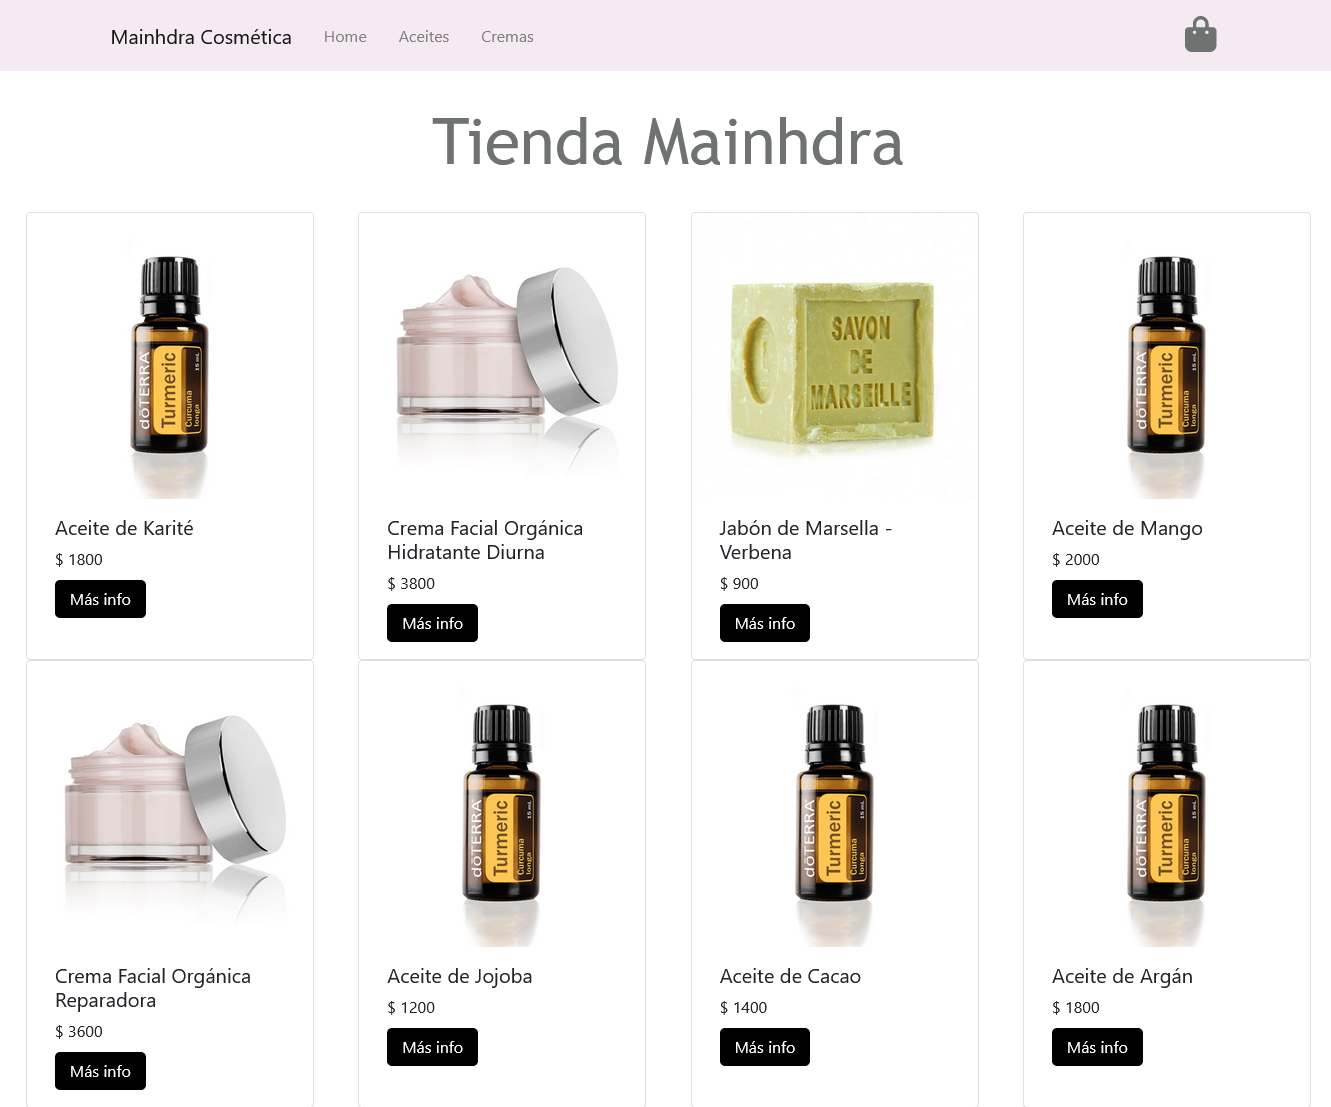 Mainhdra Cosmética Home Aceites Cremas
Tienda Mainhdra
dōTERRA
Turmeric
Curcuma
longa
15 mL
Aceite de Karité
$ 1800
Más info
Crema Facial Orgánica
Hidratante Diurna
$ 3800
Más info
SAVON
DE
MARSEILLE
Jabón de Marsella -
Verbena
$ 900
Más info
dōTERRA
Turmeric
Curcuma
longa
15 mL
Aceite de Mango
$ 2000
Más info
Crema Facial Orgánica
Reparadora
$ 3600
Más info
dōTERRA
Turmeric
Curcuma
longa
15 mL
Aceite de Jojoba
$ 1200
Más info
dōTERRA
Turmeric
Curcuma
longa
15 mL
Aceite de Cacao
$ 1400
Más info
dōTERRA
Turmeric
Curcuma
longa
15 mL
Aceite de Argán
$ 1800
Más info